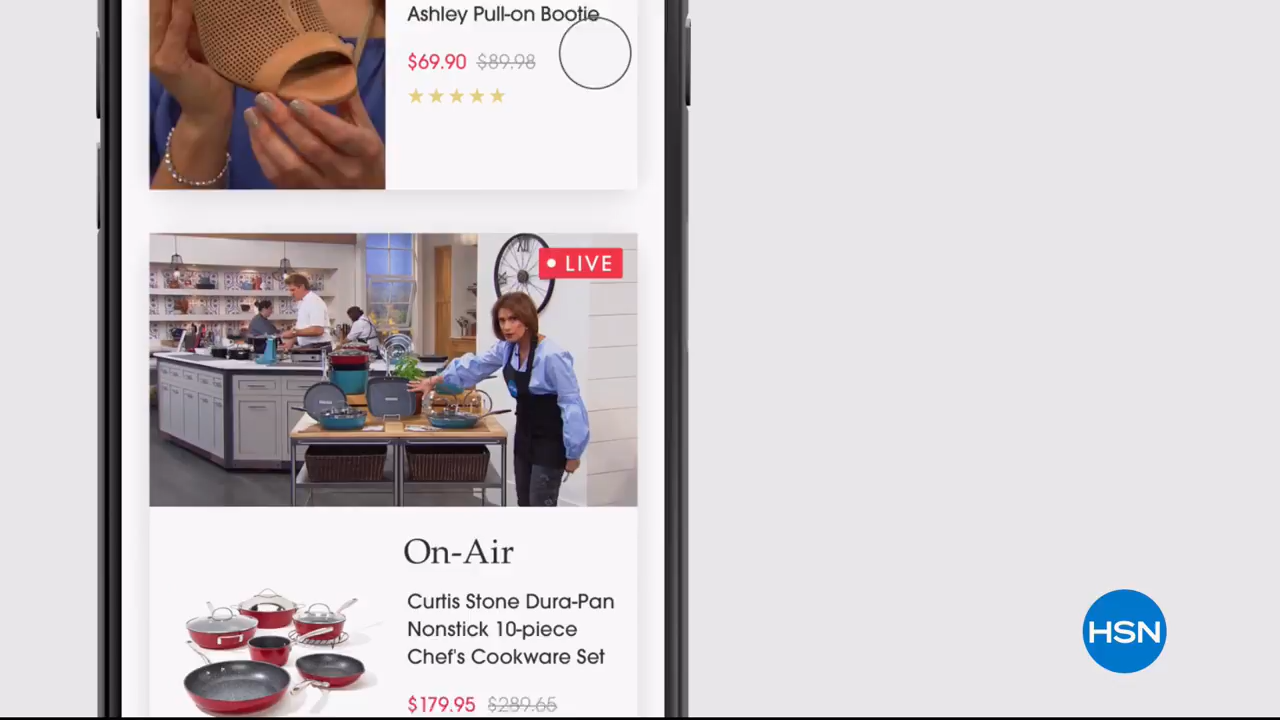 Ashley Pull-on Bootie
$69.90 $89.98
LIVE
On-Air
Curtis Stone Dura-Pan
Nonstick 10-piece
Chef's Cookware Set
$179.95 $289.65
HSN